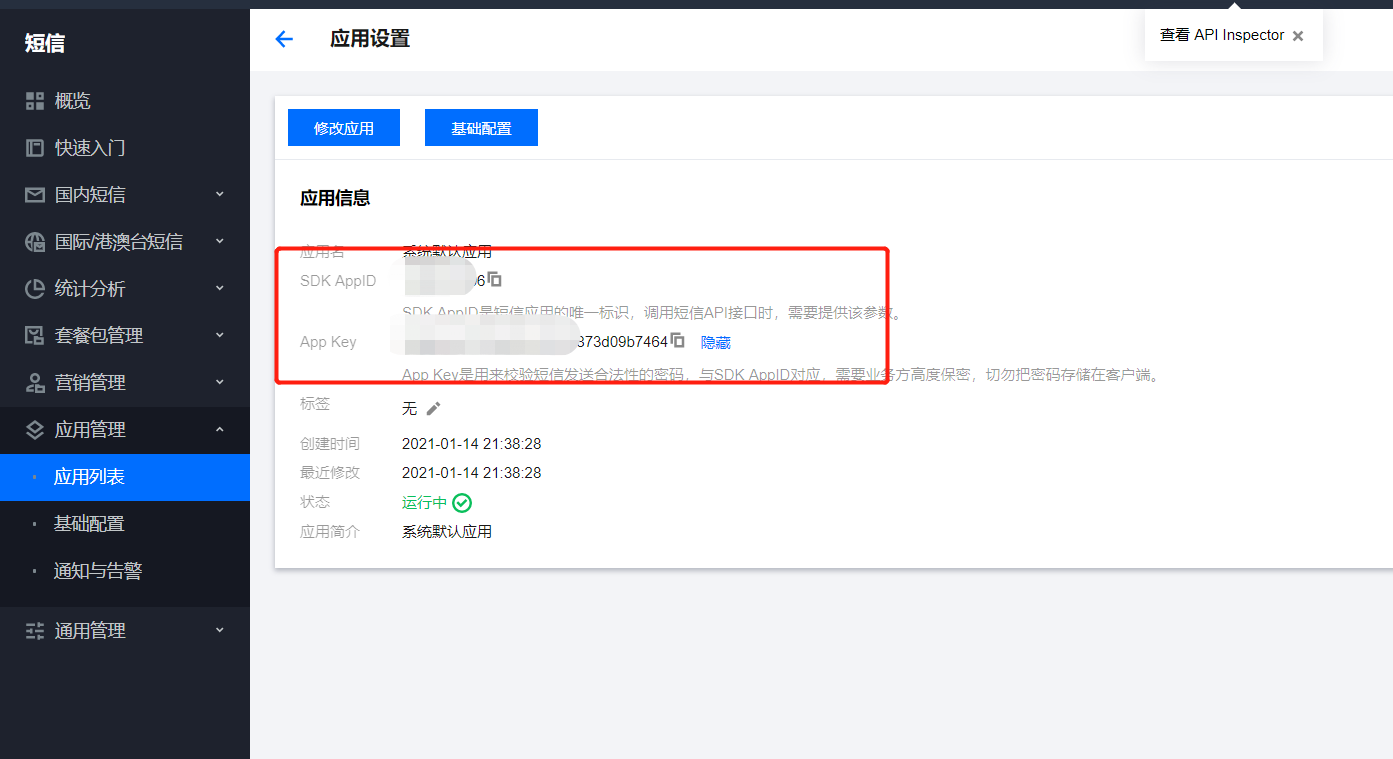 短信
概览
快速入门
国内短信
国际/港澳台短信
统计分析
套餐包管理
营销管理
应用管理
应用列表
基础配置
通知与告警
通用管理
应用设置
查看 API Inspector
修改应用
基础配置
应用信息
应用名 系统默认应用
SDK AppID 6
SDK AppID是短信应用的唯一标识，调用短信API接口时，需要提供该参数。
App Key 373d09b7464 隐藏
App Key是用来校验短信发送合法性的密码，与SDK AppID对应，需要业务方高度保密，切勿把密码存储在客户端。
标签 无
创建时间 2021-01-14 21:38:28
最近修改 2021-01-14 21:38:28
状态 运行中
应用简介 系统默认应用